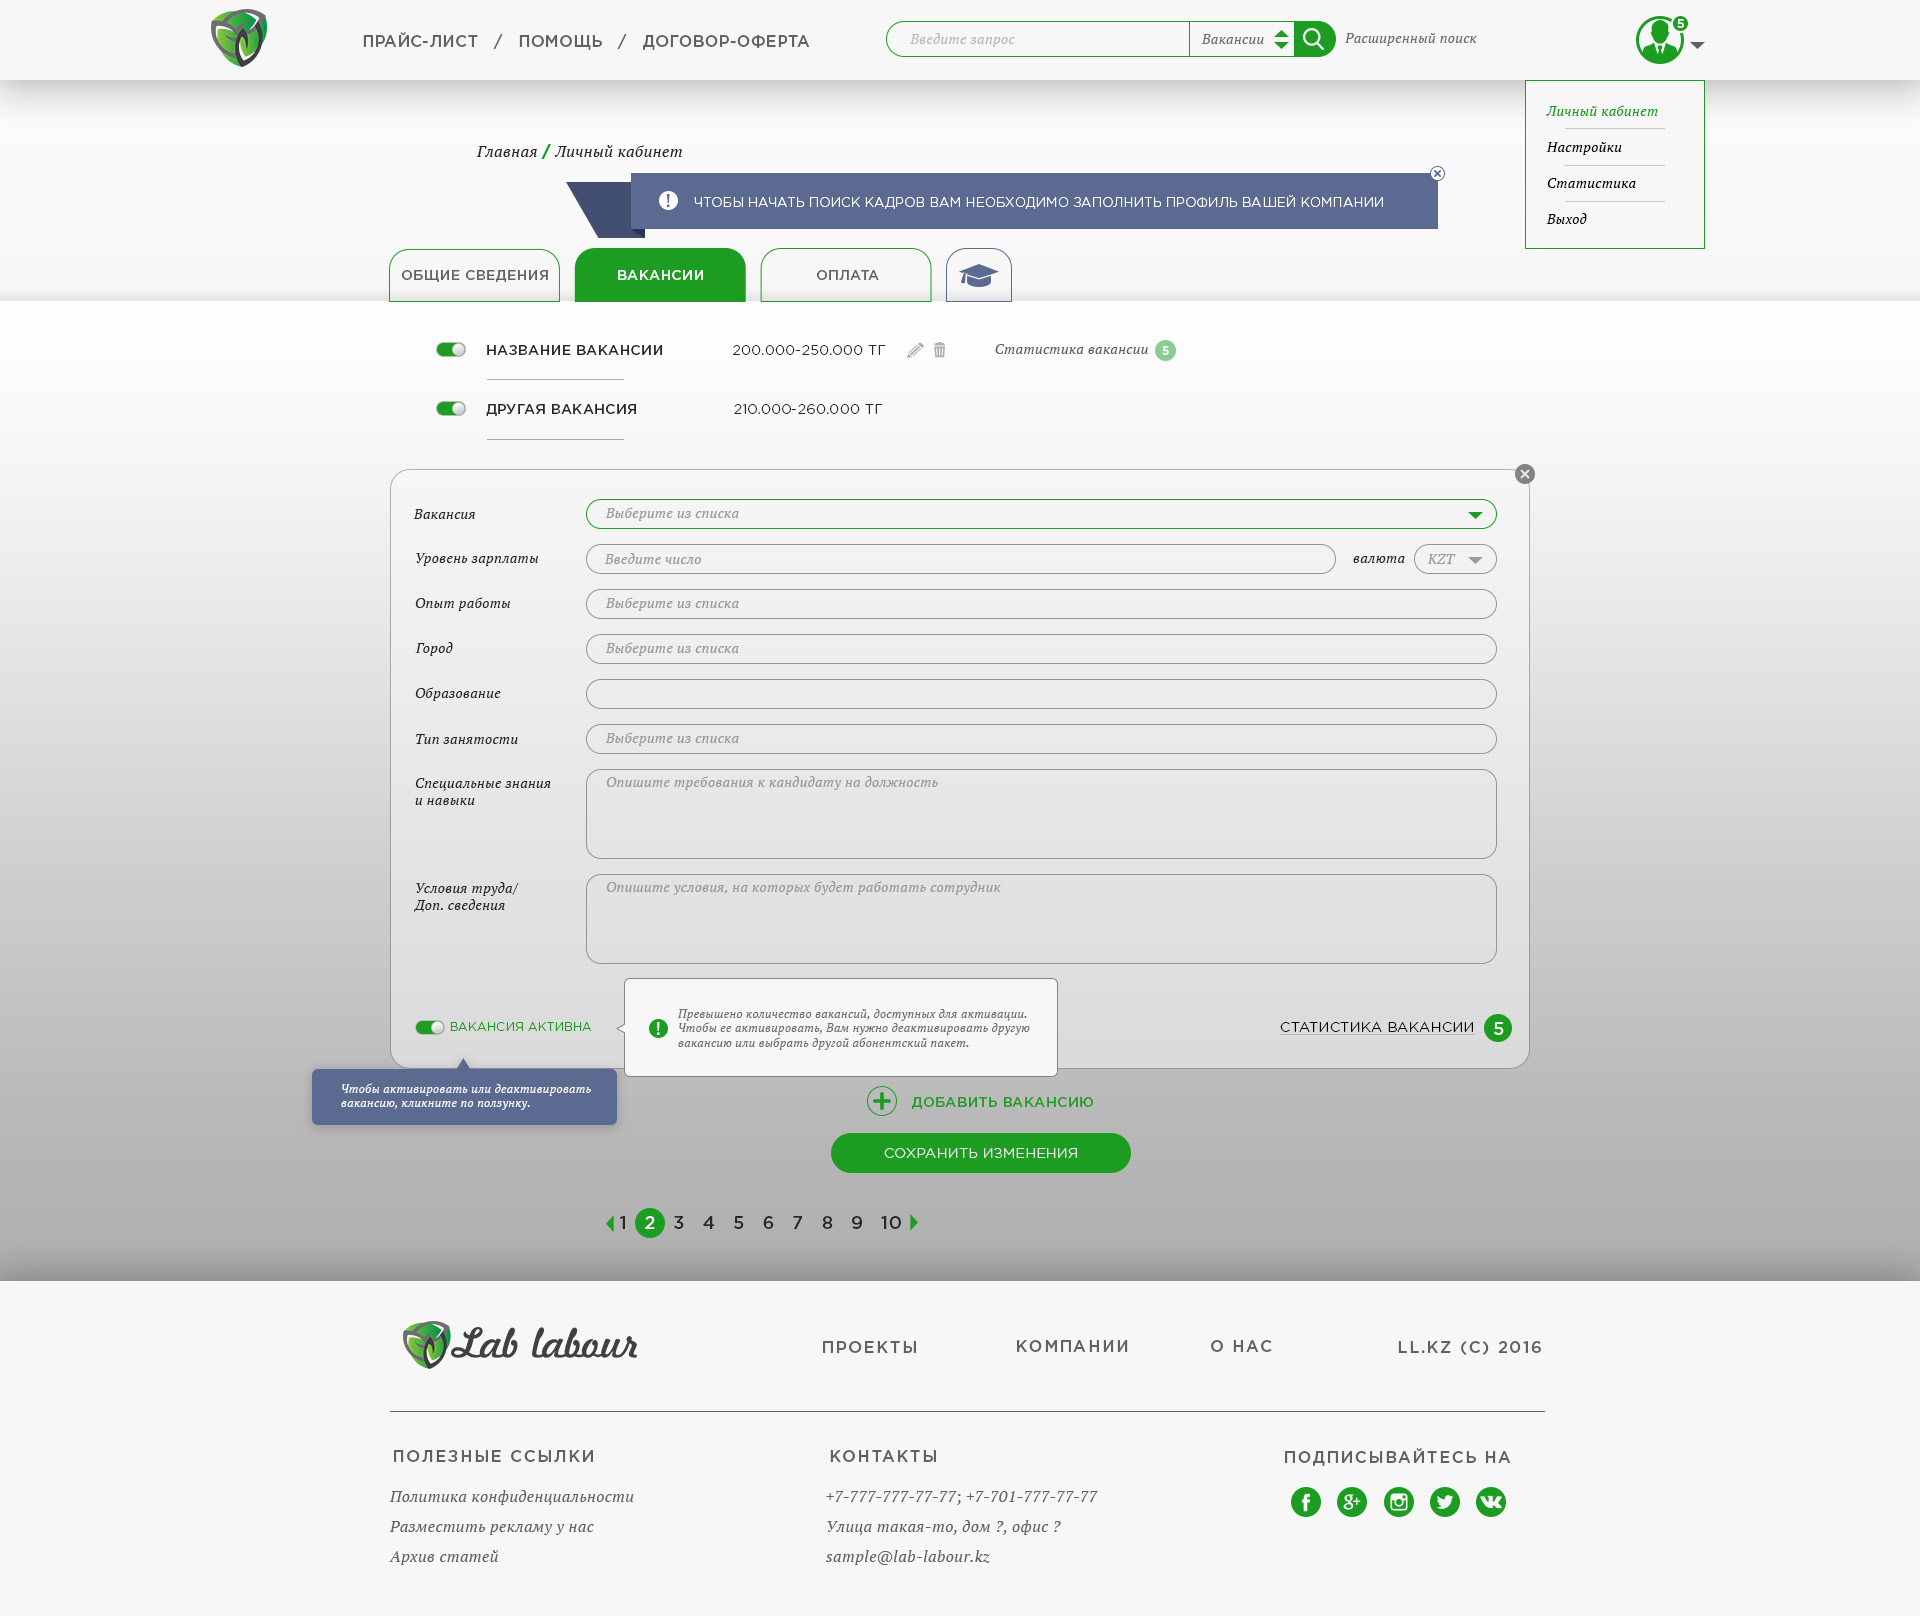 ПРАЙС-ЛИСТ / ПОМОЩЬ / ДОГОВОР-ОФЕРТА
Введите запрос
Вакансии
Расширенный поиск
5
Личный кабинет
Настройки
Статистика
Выход
Главная / Личный кабинет
ЧТОБЫ НАЧАТЬ ПОИСК КАДРОВ ВАМ НЕОБХОДИМО ЗАПОЛНИТЬ ПРОФИЛЬ ВАШЕЙ КОМПАНИИ
ОБЩИЕ СВЕДЕНИЯ
ВАКАНСИИ
ОПЛАТА
НАЗВАНИЕ ВАКАНСИИ 200.000-250.000 ТГ Статистика вакансии 5
ДРУГАЯ ВАКАНСИЯ 210.000-260.000 ТГ
Вакансия Выберите из списка
Уровень зарплаты Введите число валюта KZT
Опыт работы Выберите из списка
Город Выберите из списка
Образование
Тип занятости Выберите из списка
Специальные знания
и навыки
Опишите требования к кандидату на должность
Условия труда/
Доп. сведения
Опишите условия, на которых будет работать сотрудник
ВАКАНСИЯ АКТИВНА
Превышено количество вакансий, доступных для активации.
Чтобы ее активировать, Вам нужно деактивировать другую
вакансию или выбрать другой абонентский пакет.
СТАТИСТИКА ВАКАНСИИ 5
Чтобы активировать или деактивировать
вакансию, кликните по ползунку.
ДОБАВИТЬ ВАКАНСИЮ
СОХРАНИТЬ ИЗМЕНЕНИЯ
1 2 3 4 5 6 7 8 9 10
Lab labour
ПРОЕКТЫ
КОМПАНИИ
О НАС
LL.KZ (C) 2016
ПОЛЕЗНЫЕ ССЫЛКИ
Политика конфиденциальности
Разместить рекламу у нас
Архив статей
КОНТАКТЫ
+7-777-777-77-77; +7-701-777-77-77
Улица такая-то, дом ?, офис ?
sample@lab-labour.kz
ПОДПИСЫВАЙТЕСЬ НА